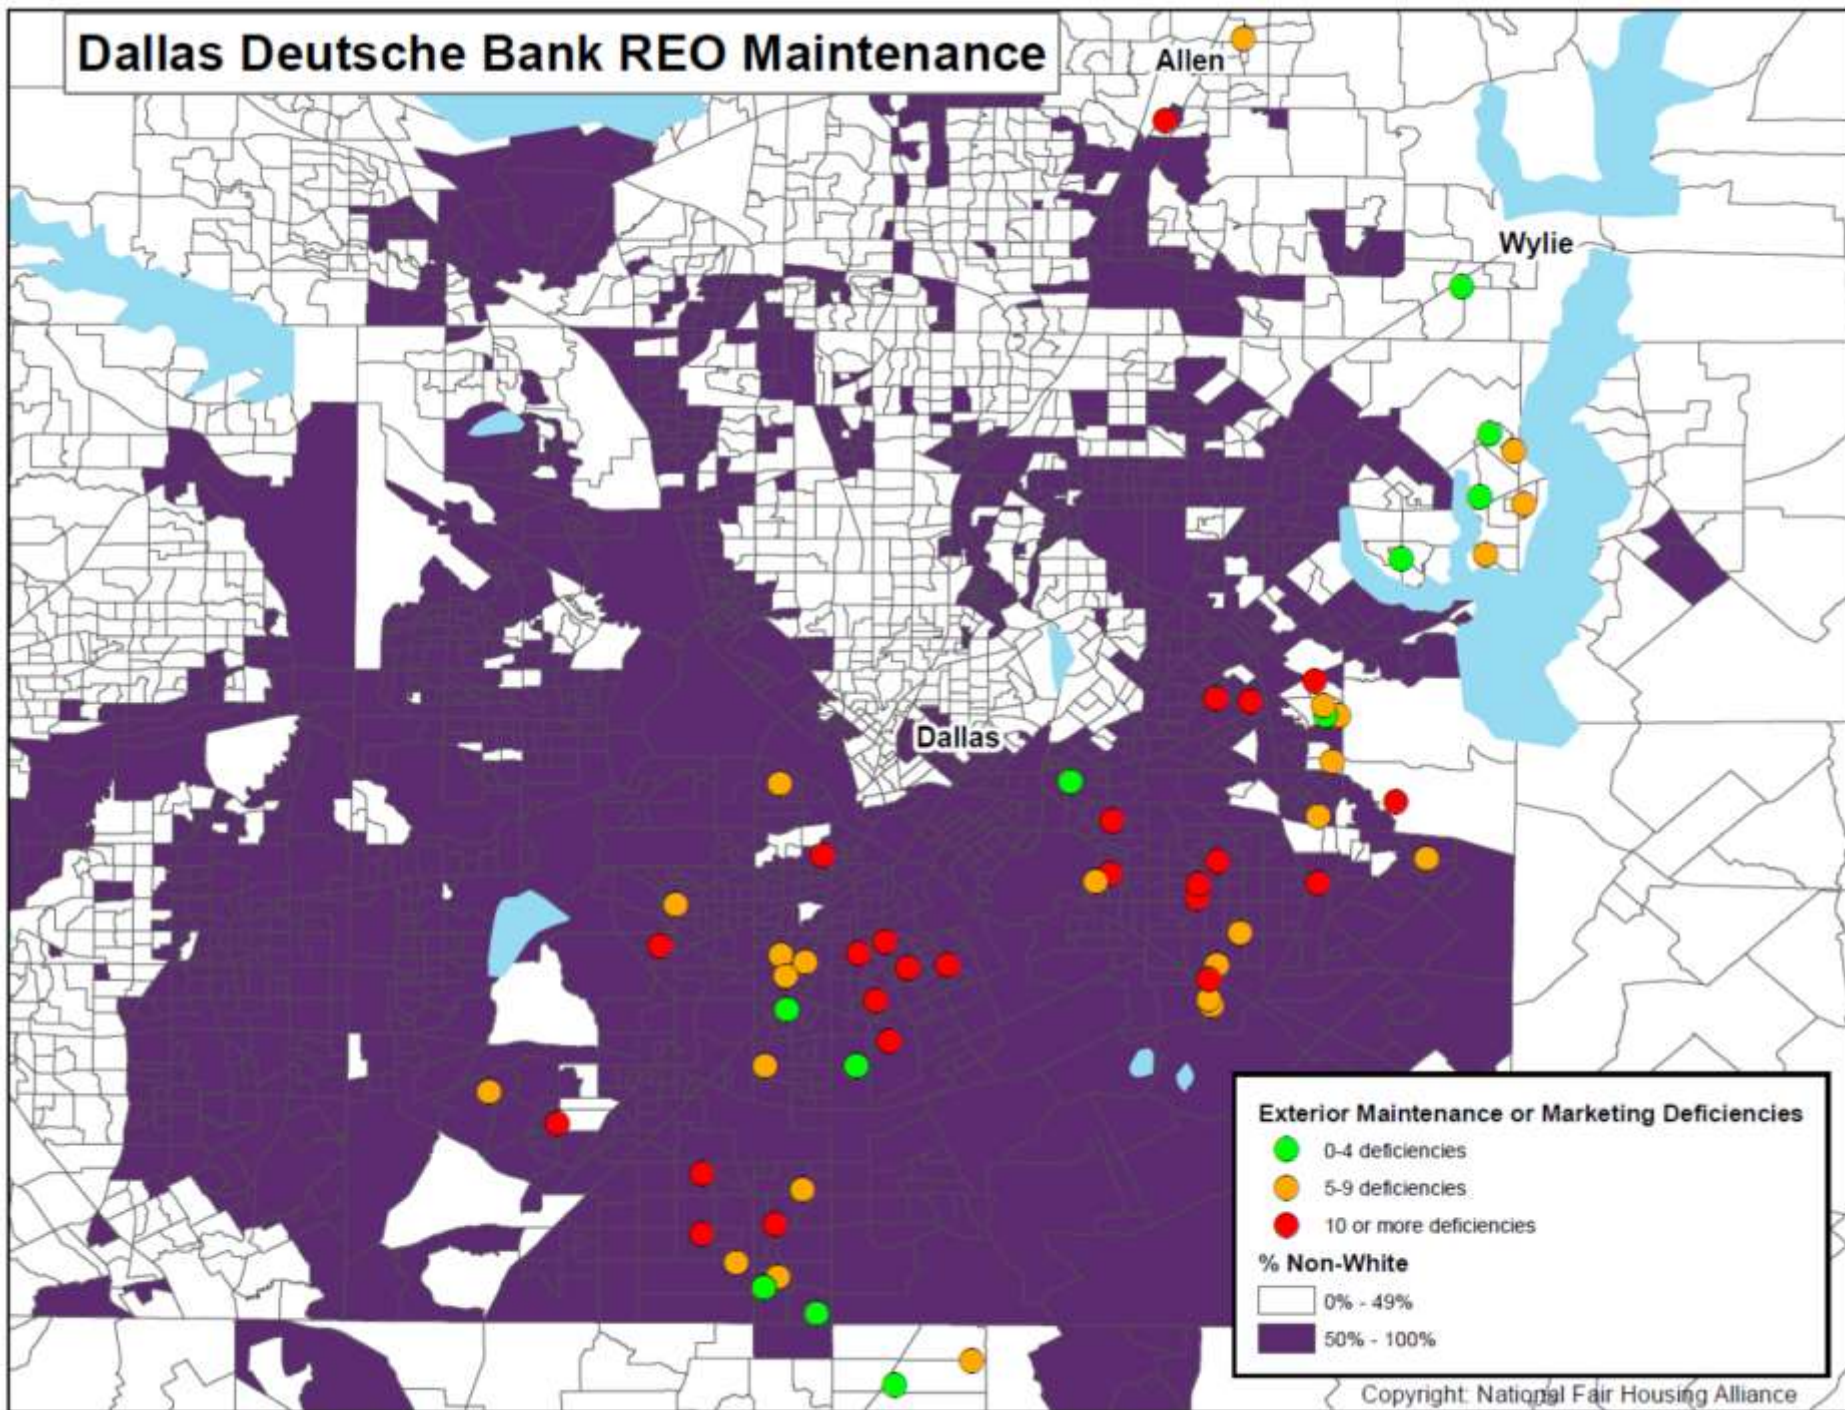 Dallas Deutsche Bank REO Maintenance
Allen
Wylie
Dallas
Exterior Maintenance or Marketing Deficiencies
0-4 deficiencies
5-9 deficiencies
10 or more deficiencies
% Non-White
0% - 49%
50% - 100%
Copyright: National Fair Housing Alliance